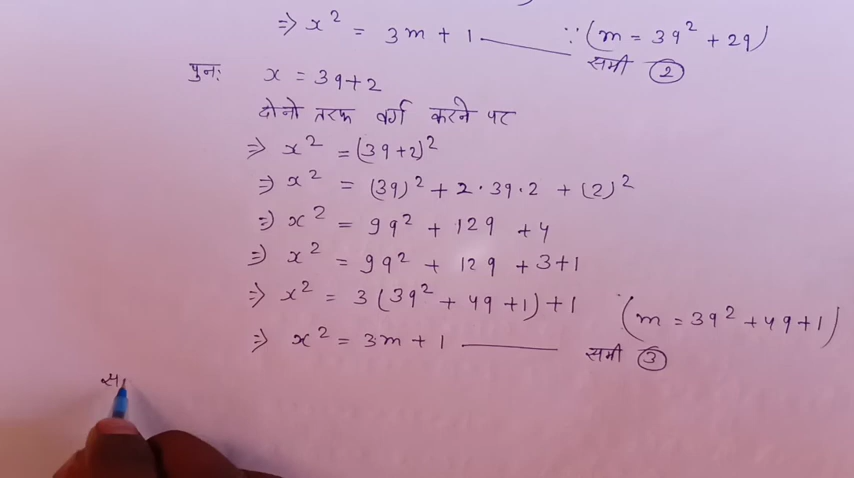 ⇒ x² = 3m + 1 ——— ∵ (m = 3q² + 2q)
समी ②
पुनः x = 3q+2
दोनो तरफ वर्ग करने पर
⇒ x² = (3q+2)²
⇒ x² = (3q)² + 2·3q·2 + (2)²
⇒ x² = 9q² + 12q + 4
⇒ x² = 9q² + 12q + 3+1
⇒ x² = 3(3q² + 4q + 1) + 1 (m = 3q² + 4q + 1)
⇒ x² = 3m + 1 ——— समी ③